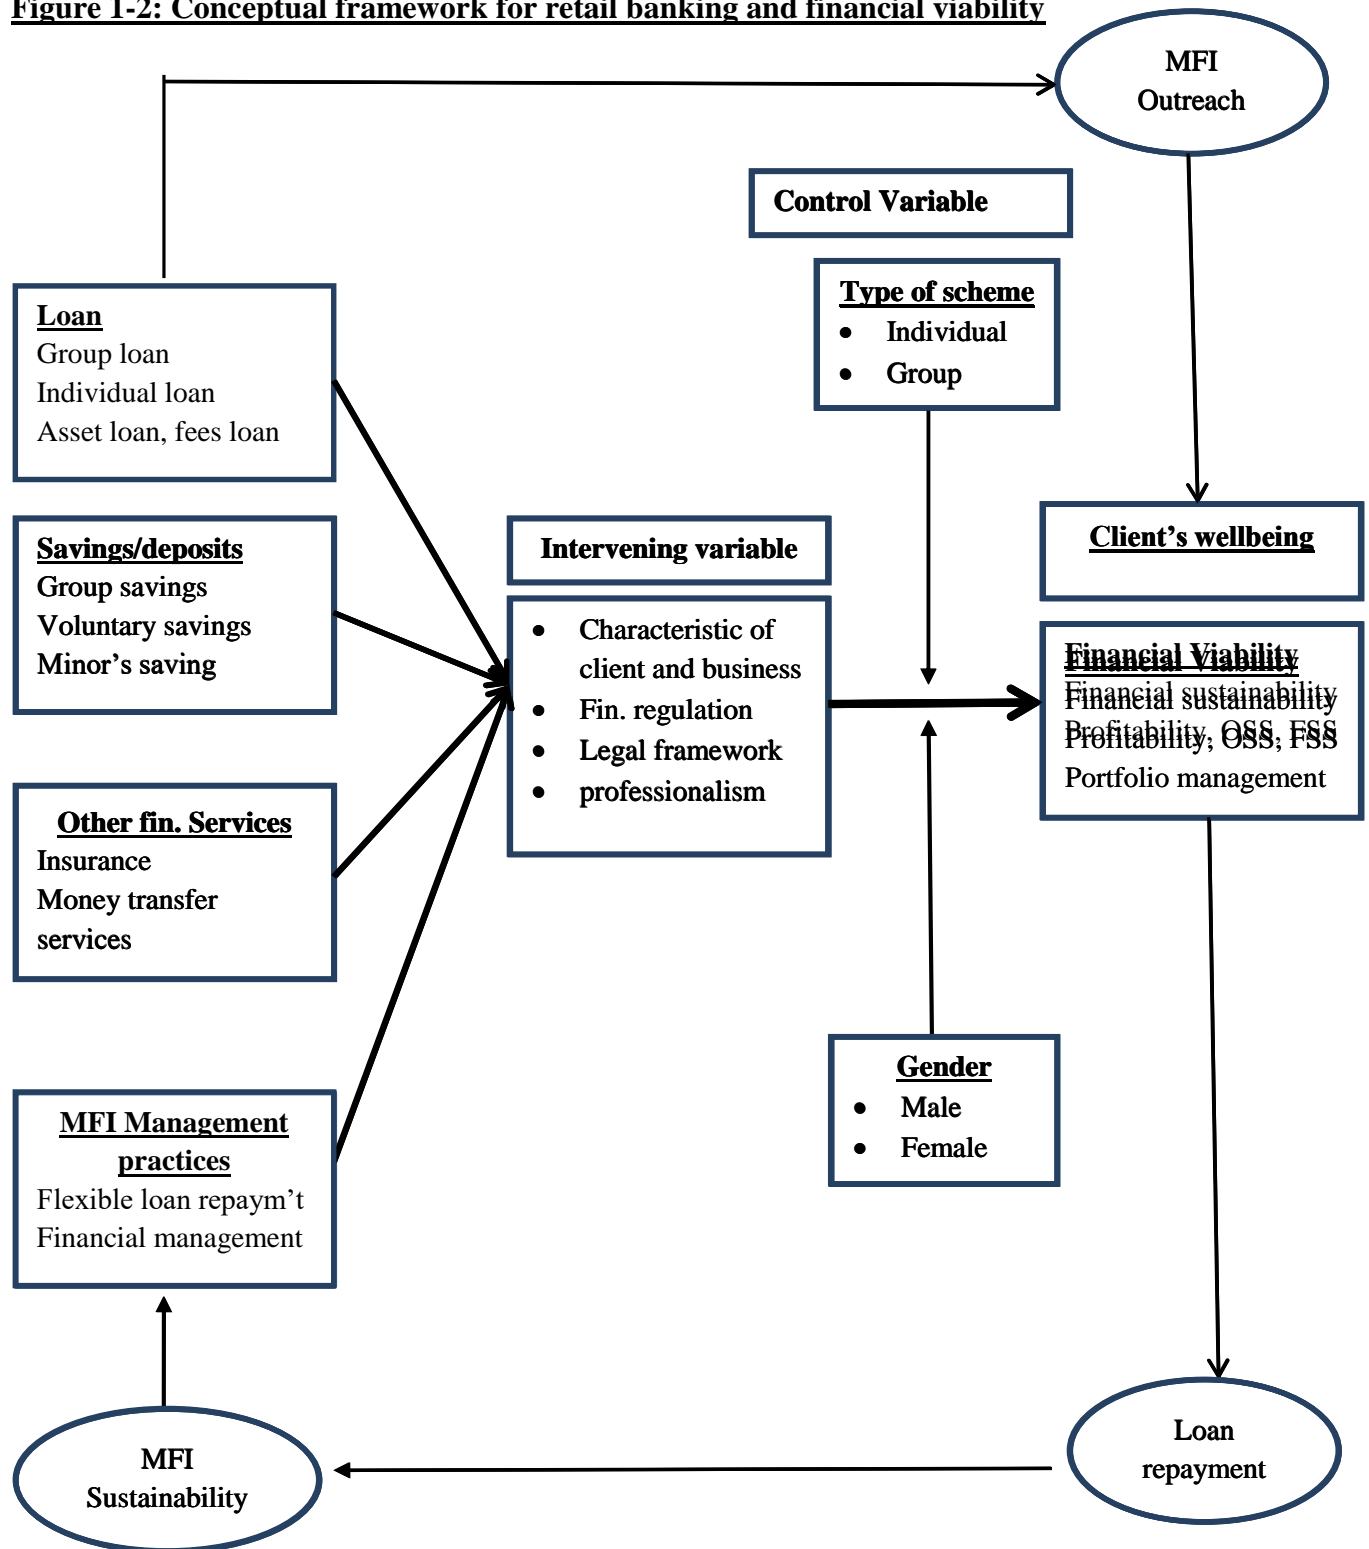 Figure 1-2: Conceptual framework for retail banking and financial viability
MFI
Outreach
Control Variable
Type of scheme
• Individual
• Group
Loan
Group loan
Individual loan
Asset loan, fees loan
Savings/deposits
Group savings
Voluntary savings
Minor’s saving
Intervening variable
• Characteristic of
client and business
• Fin. regulation
• Legal framework
• professionalism
Client’s wellbeing
Financial Viability
Financial sustainability
Profitability, OSS, FSS
Portfolio management
Other fin. Services
Insurance
Money transfer
services
Gender
• Male
• Female
MFI Management
practices
Flexible loan repaym’t
Financial management
MFI
Sustainability
Loan
repayment